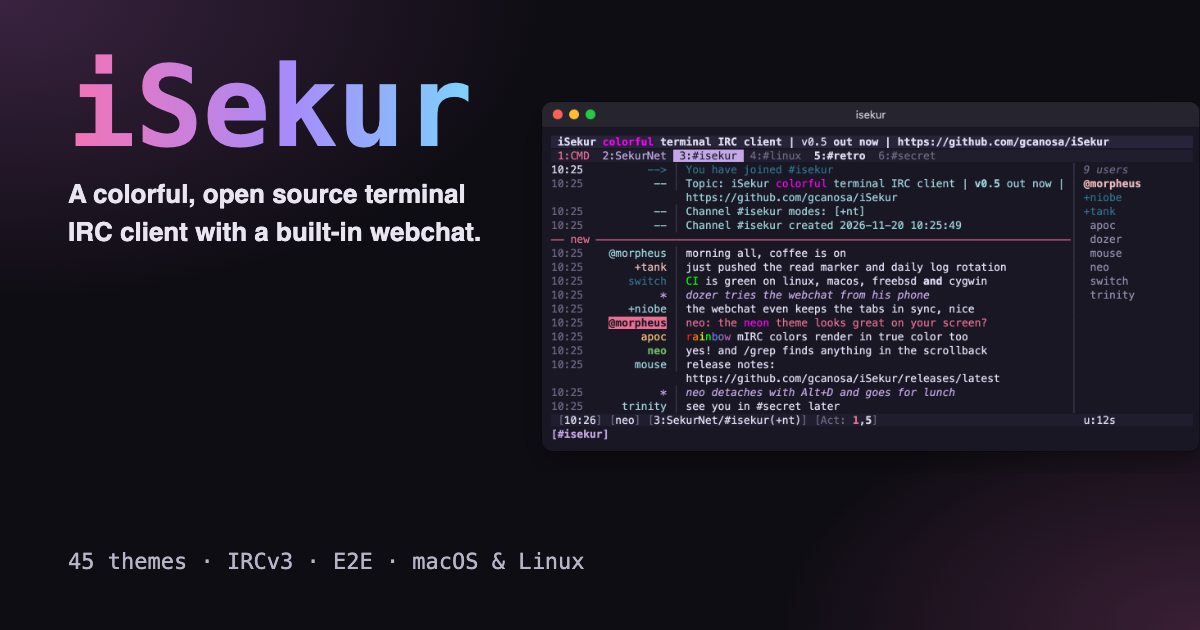 iSekur
A colorful, open source terminal
IRC client with a built-in webchat.
isekur
iSekur colorful terminal IRC client | v0.5 out now | https://github.com/gcanosa/iSekur
1:CMD 2:SekurNet 3:#isekur 4:#linux 5:#retro 6:#secret
10:25 --> You have joined #isekur
10:25 -- Topic: iSekur colorful terminal IRC client | v0.5 out now |
https://github.com/gcanosa/iSekur
10:25 -- Channel #isekur modes: [+nt]
10:25 -- Channel #isekur created 2026-11-20 10:25:49
-- new
10:25 @morpheus morning all, coffee is on
10:25 +tank just pushed the read marker and daily log rotation
10:25 switch CI is green on linux, macos, freebsd and cygwin
10:25 * dozer tries the webchat from his phone
10:25 +niobe the webchat even keeps the tabs in sync, nice
10:25 @morpheus neo: the neon theme looks great on your screen?
10:25 apoc rainbow mIRC colors render in true color too
10:25 neo yes! and /grep finds anything in the scrollback
10:25 mouse release notes:
https://github.com/gcanosa/iSekur/releases/latest
10:25 * neo detaches with Alt+D and goes for lunch
10:25 trinity see you in #secret later
9 users
@morpheus
+niobe
+tank
apoc
dozer
mouse
neo
switch
trinity
[10:26] [neo] [3:SekurNet/#isekur(+nt)] [Act: 1,5] u:12s
[#isekur]
45 themes · IRCv3 · E2E · macOS & Linux